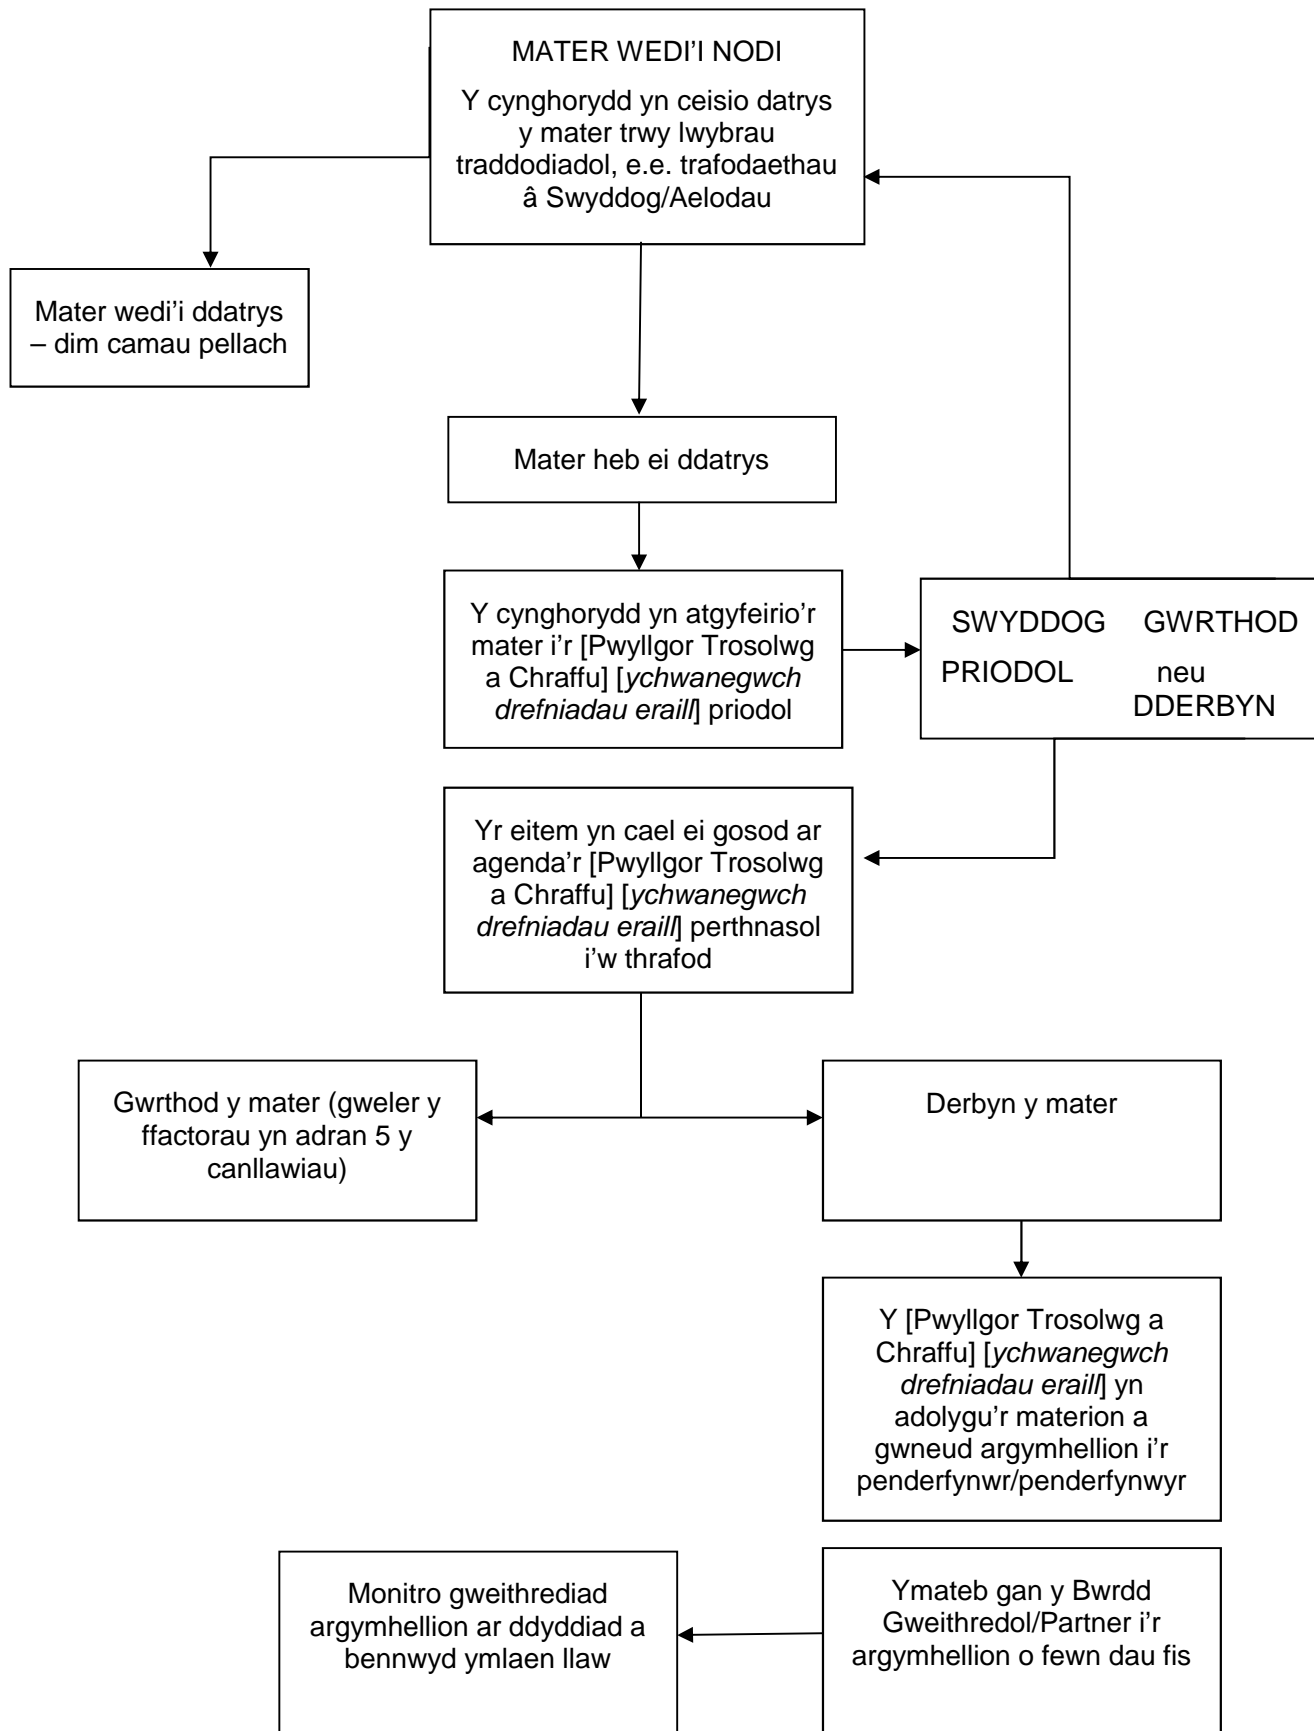 MATER WEDI'I NODI
Y cynghorydd yn ceisio datrys
y mater trwy lwybrau
traddodiadol, e.e. trafodaethau
â Swyddog/Aelodau
Mater wedi’i ddatrys
– dim camau pellach
Mater heb ei ddatrys
Y cynghorydd yn atgyfeirio’r
mater i’r [Pwyllgor Trosolwg
a Chraffu] [ychwanegwch
drefniadau eraill] priodol
SWYDDOG GWRTHOD
PRIODOL neu
DDERBYN
Yr eitem yn cael ei gosod ar
agenda’r [Pwyllgor Trosolwg
a Chraffu] [ychwanegwch
drefniadau eraill] perthnasol
i’w thrafod
Gwrthod y mater (gweler y
ffactorau yn adran 5 y
canllawiau)
Derbyn y mater
Y [Pwyllgor Trosolwg a
Chraffu] [ychwanegwch
drefniadau eraill] yn
adolygu’r materion a
gwneud argymhellion i’r
penderfynwr/penderfynwyr
Monitro gweithrediad
argymhellion ar ddyddiad a
bennwyd ymlaen llaw
Ymateb gan y Bwrdd
Gweithredol/Partner i’r
argymhellion o fewn dau fis